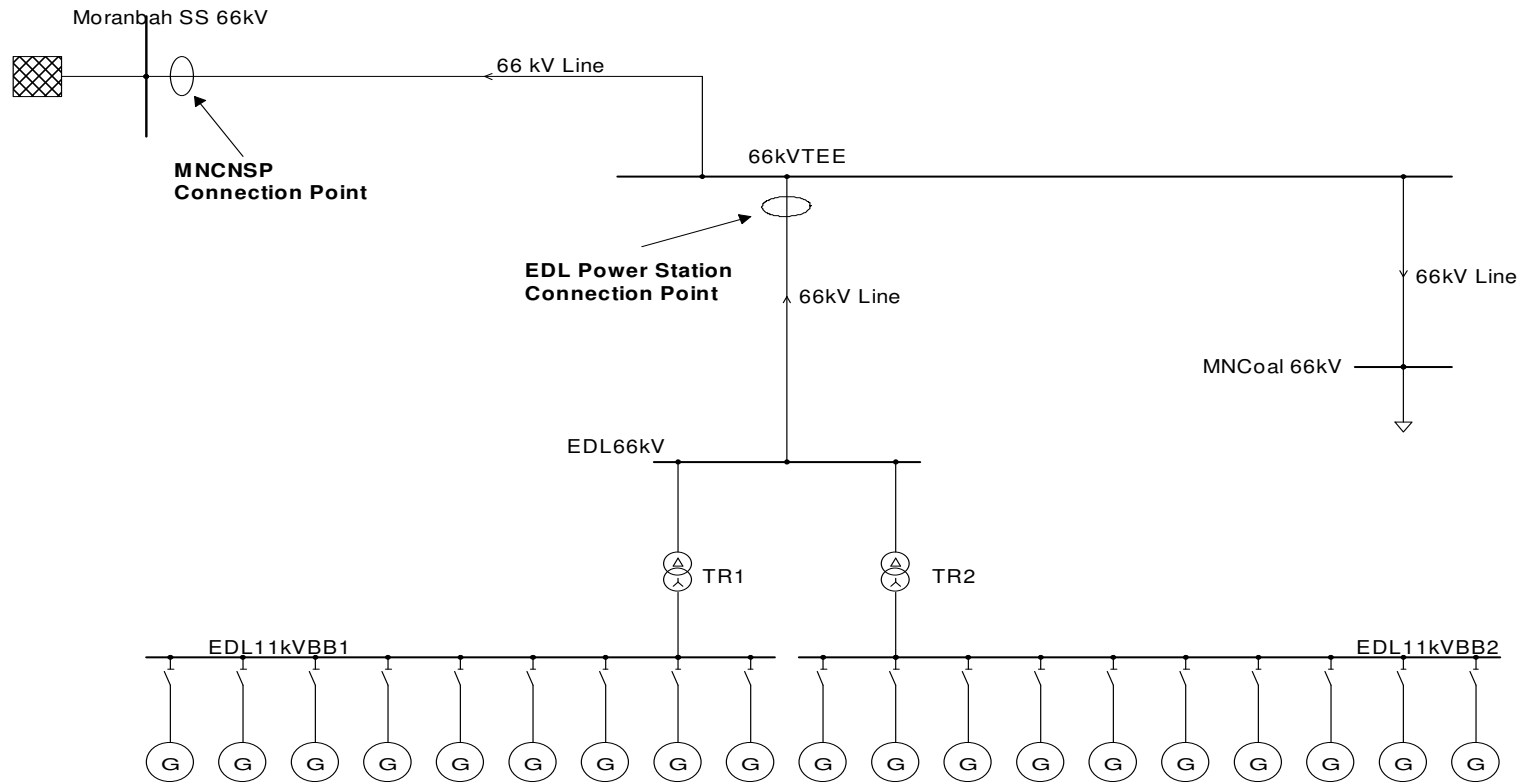 Moranbah SS 66kV
66 kV Line
MNCNSP
Connection Point
66kVTEE
EDL Power Station
Connection Point
66kV Line
66kV Line
MNCoal 66kV
EDL66kV
TR1
TR2
EDL11kVBB1
EDL11kVBB2
G G G G G G G G G G G G G G G G G G G